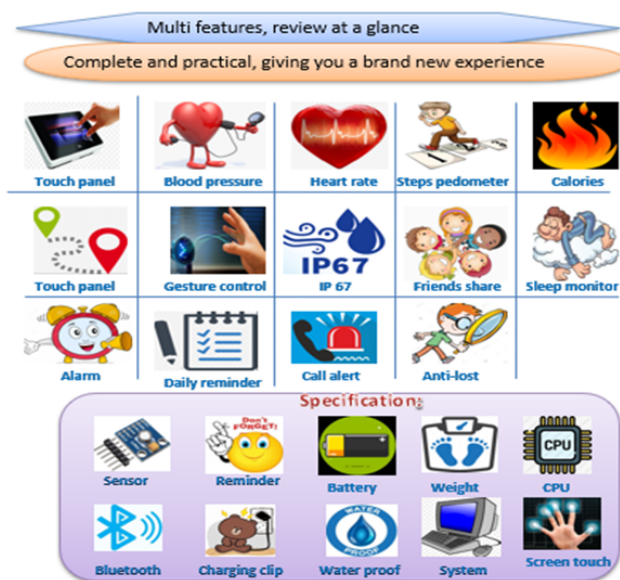 Multi features, review at a glance
Complete and practical, giving you a brand new experience
Touch panel
Blood pressure
Heart rate
Steps pedometer
Calories
IP67
Touch panel
Gesture control
IP 67
Friends share
Sleep monitor
Alarm
Daily reminder
Call alert
Anti-lost
Specification:
Don't
FORGET!
CPU
Sensor
Reminder
Battery
Weight
CPU
WATER
PROOF
Bluetooth
Charging clip
Water proof
System
Screen touch